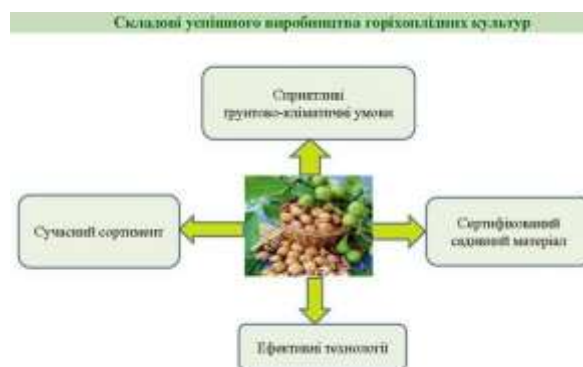 Складові успішного виробництва горіхоплідних культур
Сприятливі
ґрунтово-кліматичні умови
Сучасний сортимент
Сертифікований
садивний матеріал
Ефективні технології